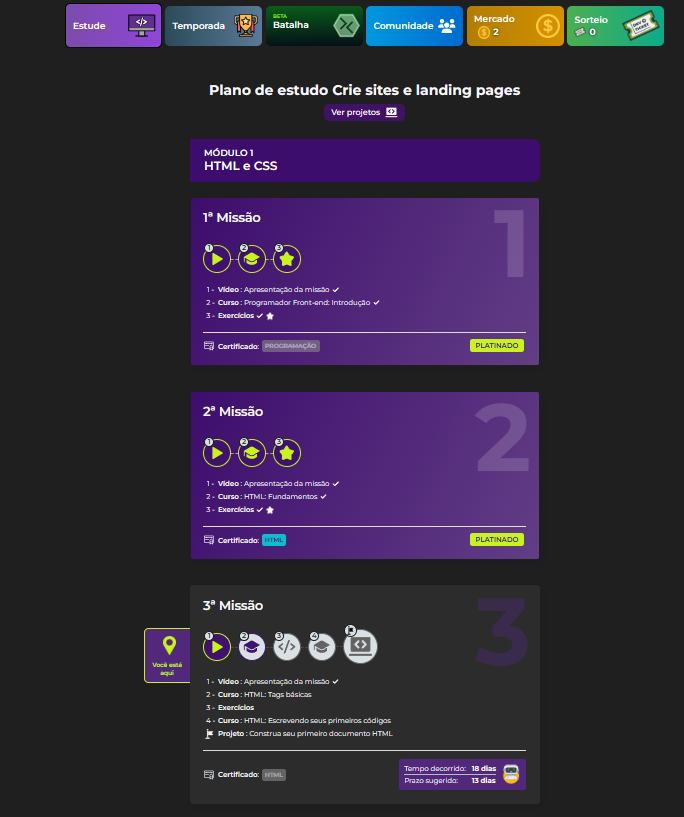 Estude
Temporada
BETA
Batalha
Comunidade
Mercado
2
Sorteio
0
Plano de estudo Crie sites e landing pages
Ver projetos
MÓDULO 1
HTML e CSS
1ª Missão
1
1 2 3
1 - Vídeo : Apresentação da missão
2 - Curso : Programador Front-end: Introdução
3 - Exercícios
Certificado: PROGRAMAÇÃO
PLATINADO
2ª Missão
2
1 2 3
1 - Vídeo : Apresentação da missão
2 - Curso : HTML: Fundamentos
3 - Exercícios
Certificado: HTML
PLATINADO
3ª Missão
3
1 2 3 4
Você está
aqui
1 - Vídeo : Apresentação da missão
2 - Curso : HTML: Tags básicas
3 - Exercícios
4 - Curso : HTML: Escrevendo seus primeiros códigos
Projeto : Construa seu primeiro documento HTML
Certificado: HTML
Tempo decorrido: 18 dias
Prazo sugerido: 13 dias